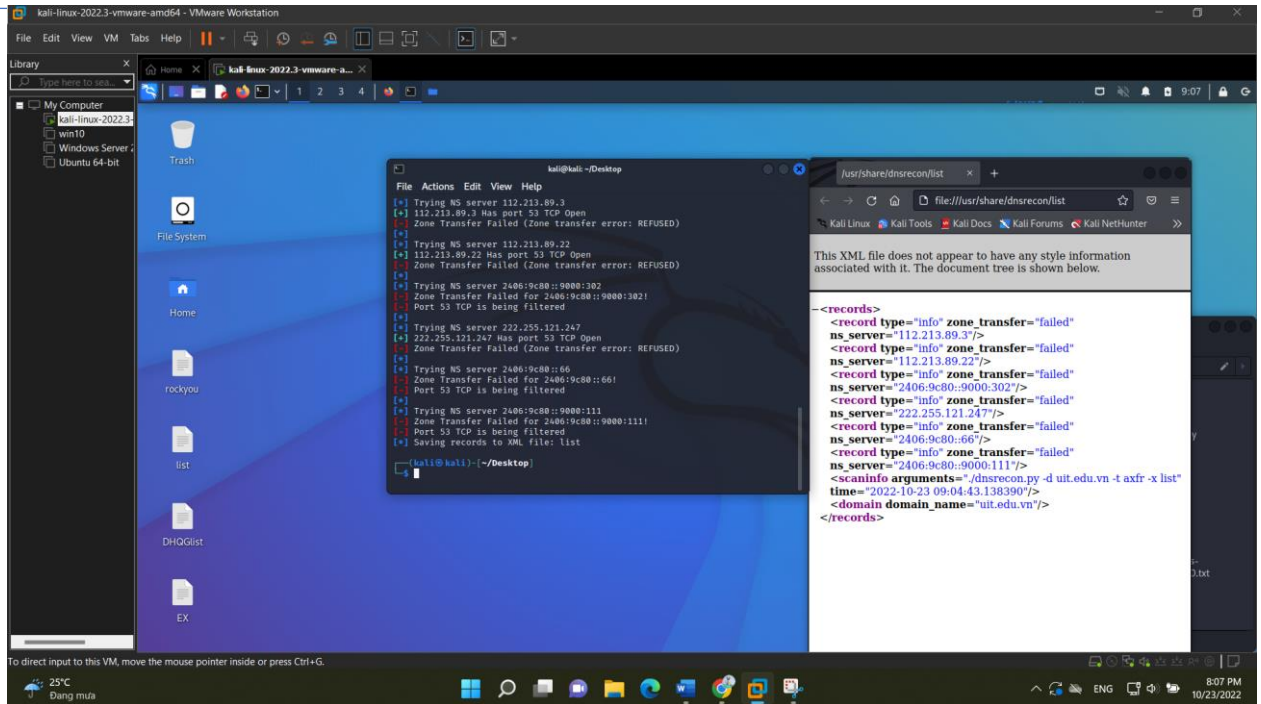 kali-linux-2022.3-vmware-amd64 - VMware Workstation
File Edit View VM Tabs Help
Library
Type here to sea...
Home
kali-linux-2022.3-vmware-a...
My Computer
kali-linux-2022.3-
win10
Windows Server 2
Ubuntu 64-bit
1 2 3 4
9:07
Trash
File System
Home
rockyou
list
DHQGlist
EX
kali@kali: ~/Desktop
File Actions Edit View Help
[*] Trying NS server 112.213.89.3
[+] 112.213.89.3 Has port 53 TCP Open
[-] Zone Transfer Failed (Zone transfer error: REFUSED)
[*]
[*] Trying NS server 112.213.89.22
[+] 112.213.89.22 Has port 53 TCP Open
[-] Zone Transfer Failed (Zone transfer error: REFUSED)
[*]
[*] Trying NS server 2406:9c80::9000:302
[-] Zone Transfer Failed for 2406:9c80::9000:302!
[-] Port 53 TCP is being filtered
[*]
[*] Trying NS server 222.255.121.247
[+] 222.255.121.247 Has port 53 TCP Open
[-] Zone Transfer Failed (Zone transfer error: REFUSED)
[*]
[*] Trying NS server 2406:9c80::66
[-] Zone Transfer Failed for 2406:9c80::66!
[-] Port 53 TCP is being filtered
[*]
[*] Trying NS server 2406:9c80::9000:111
[-] Zone Transfer Failed for 2406:9c80::9000:111!
[-] Port 53 TCP is being filtered
[*] Saving records to XML file: list
(kali㉿kali)-[~/Desktop]
$
/usr/share/dnsrecon/list
file:///usr/share/dnsrecon/list
Kali Linux Kali Tools Kali Docs Kali Forums Kali NetHunter
This XML file does not appear to have any style information
associated with it. The document tree is shown below.
−<records>
<record type="info" zone_transfer="failed"
ns_server="112.213.89.3"/>
<record type="info" zone_transfer="failed"
ns_server="112.213.89.22"/>
<record type="info" zone_transfer="failed"
ns_server="2406:9c80::9000:302"/>
<record type="info" zone_transfer="failed"
ns_server="222.255.121.247"/>
<record type="info" zone_transfer="failed"
ns_server="2406:9c80::66"/>
<record type="info" zone_transfer="failed"
ns_server="2406:9c80::9000:111"/>
<scaninfo arguments="./dnsrecon.py -d uit.edu.vn -t axfr -x list"
time="2022-10-23 09:04:43.138390"/>
<domain domain_name="uit.edu.vn"/>
</records>
y
s-
O.txt
To direct input to this VM, move the mouse pointer inside or press Ctrl+G.
25°C
Đang mưa
ENG
8:07 PM
10/23/2022